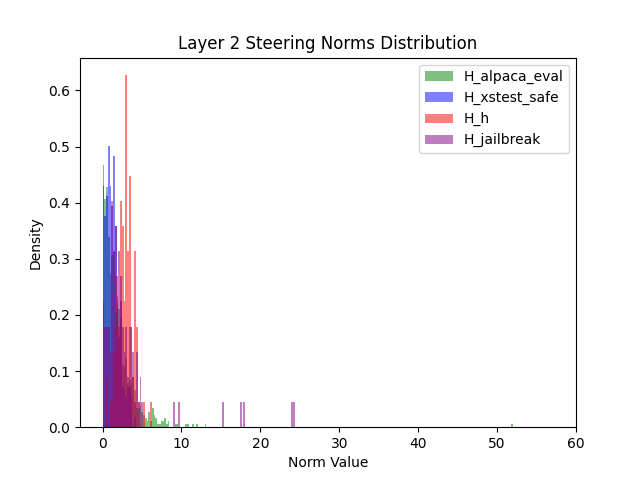 Layer 2 Steering Norms Distribution
H_alpaca_eval
H_xstest_safe
H_h
H_jailbreak
Density
0.6
0.5
0.4
0.3
0.2
0.1
0.0
0 10 20 30 40 50 60
Norm Value